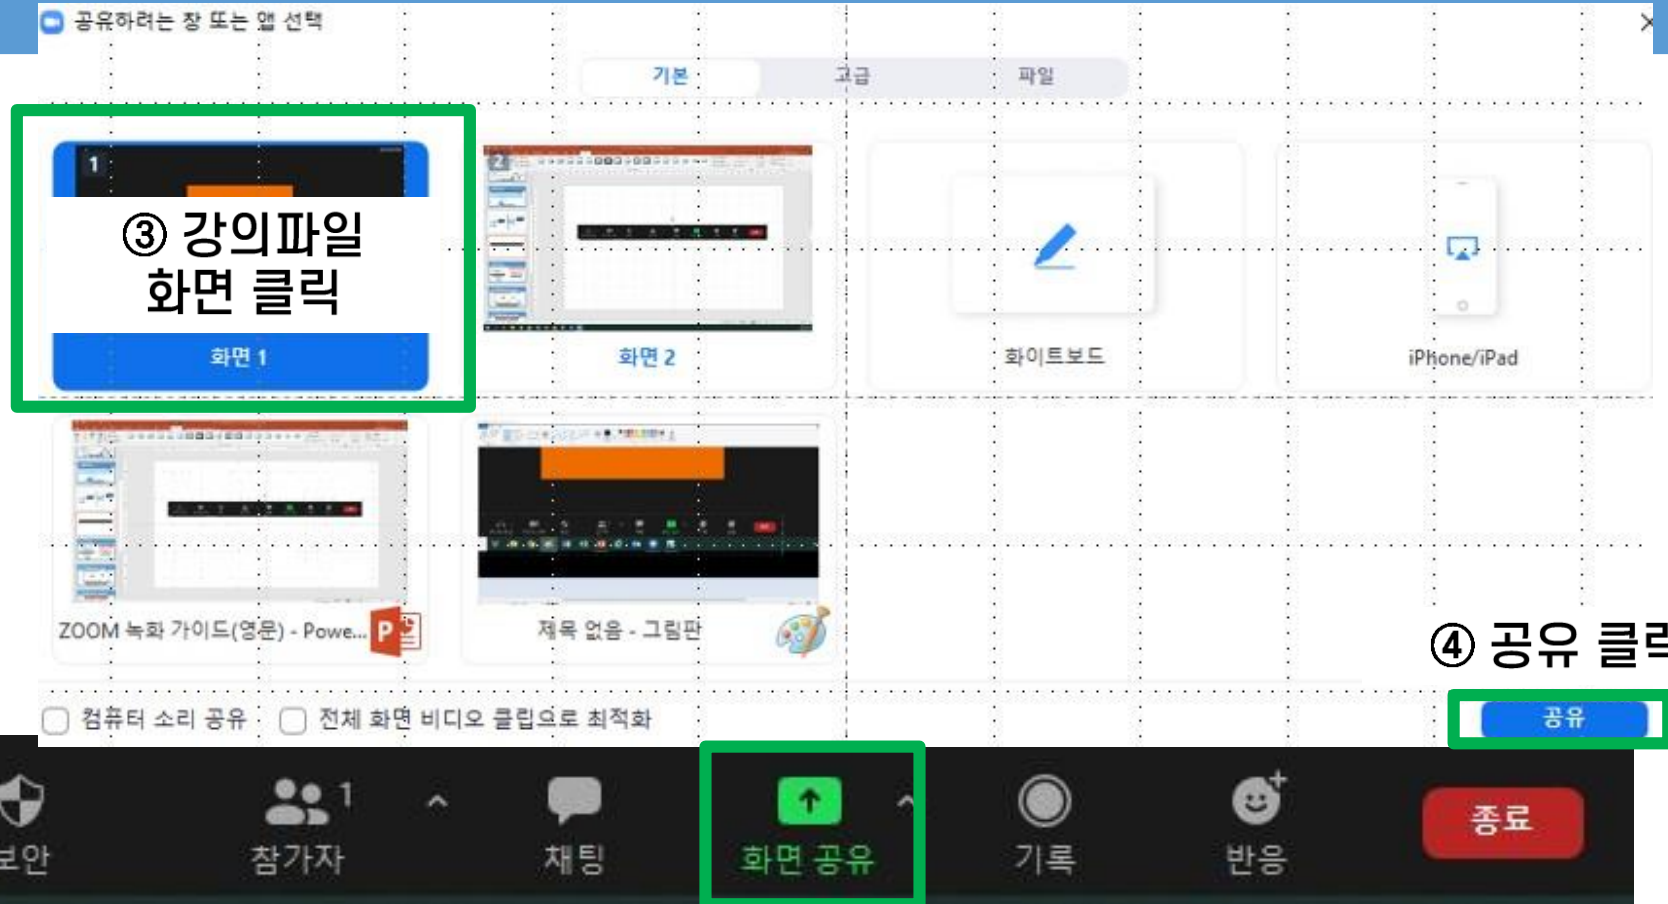 공유하려는 창 또는 앱 선택
기본 고급 파일
1
2
③ 강의파일
화면 클릭
화면 1
화면 2
화이트보드
iPhone/iPad
ZOOM 녹화 가이드(영문) - Powe...
제목 없음 - 그림판
④ 공유 클릭
컴퓨터 소리 공유
전체 화면 비디오 클립으로 최적화
공유
보안
참가자 1
채팅
화면 공유
기록
반응
종료